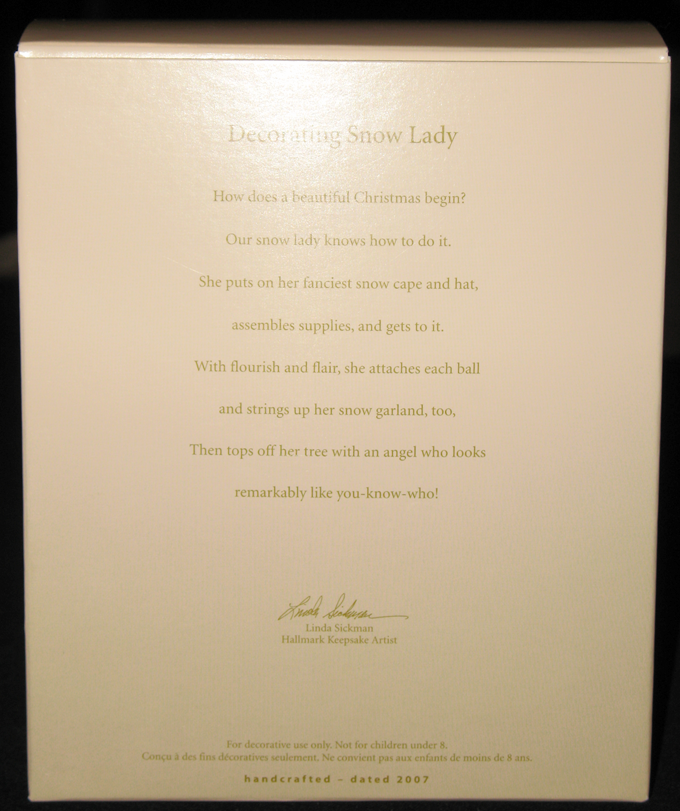 Decorating Snow Lady
How does a beautiful Christmas begin?
Our snow lady knows how to do it.
She puts on her fanciest snow cape and hat,
assembles supplies, and gets to it.
With flourish and flair, she attaches each ball
and strings up her snow garland, too,
Then tops off her tree with an angel who looks
remarkably like you-know-who!
Linda Sickman
Linda Sickman
Hallmark Keepsake Artist
For decorative use only. Not for children under 8.
Conçu à des fins décoratives seulement. Ne convient pas aux enfants de moins de 8 ans.
handcrafted – dated 2007